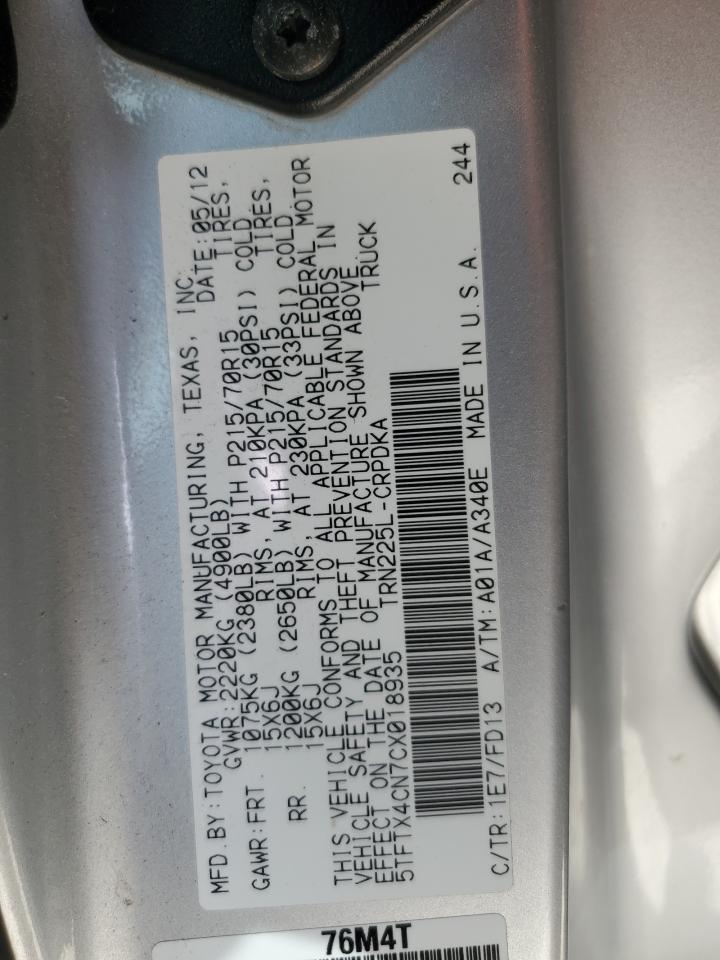 MFD.BY:TOYOTA MOTOR MANUFACTURING, TEXAS, INC.
GVWR:2220KG (4900LB) DATE:05/12
GAWR:FRT. 1075KG (2380LB) WITH P215/70R15 TIRES,
15X6J RIMS, AT 210KPA (30PSI) COLD
RR. 1200KG (2650LB) WITH P215/70R15 TIRES,
15X6J RIMS, AT 230KPA (33PSI) COLD
THIS VEHICLE CONFORMS TO ALL APPLICABLE FEDERAL MOTOR
VEHICLE SAFETY AND THEFT PREVENTION STANDARDS IN
EFFECT ON THE DATE OF MANUFACTURE SHOWN ABOVE.
5TFTX4CN7CX018935 TRN225L-CRPDKA TRUCK
C/TR:1E7/FD13 A/TM:A01A/A340E MADE IN U.S.A. 244
76M4T